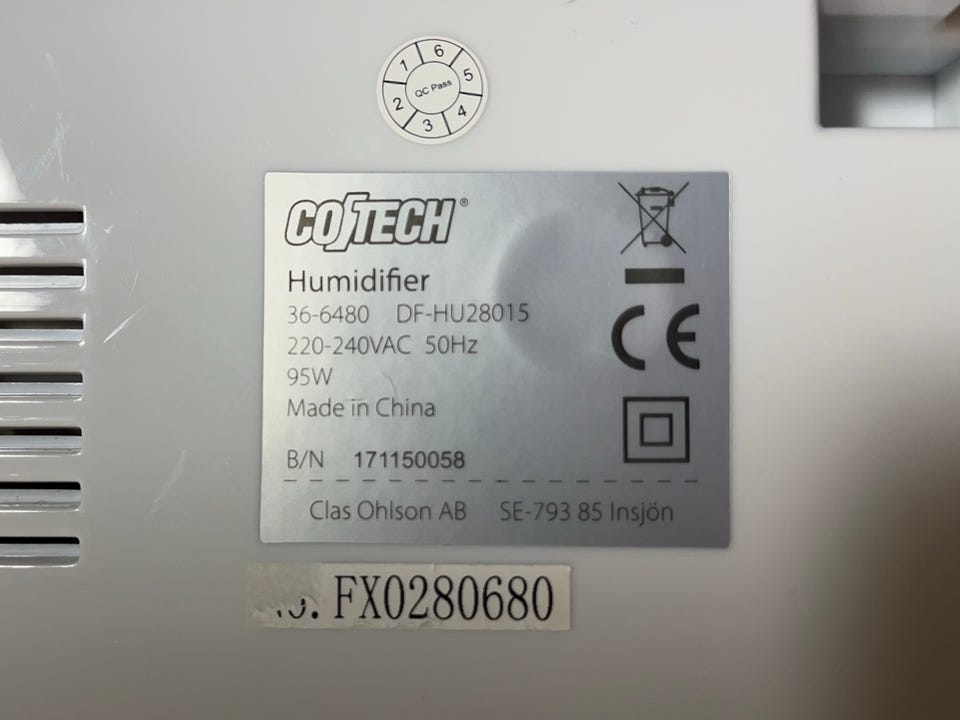 1 6 5 4 3 2
QC Pass
COTECH®
Humidifier
36-6480 DF-HU28015
220-240VAC 50Hz
95W
Made in China
CE
B/N 171150058
Clas Ohlson AB SE-793 85 Insjön
FX0280680